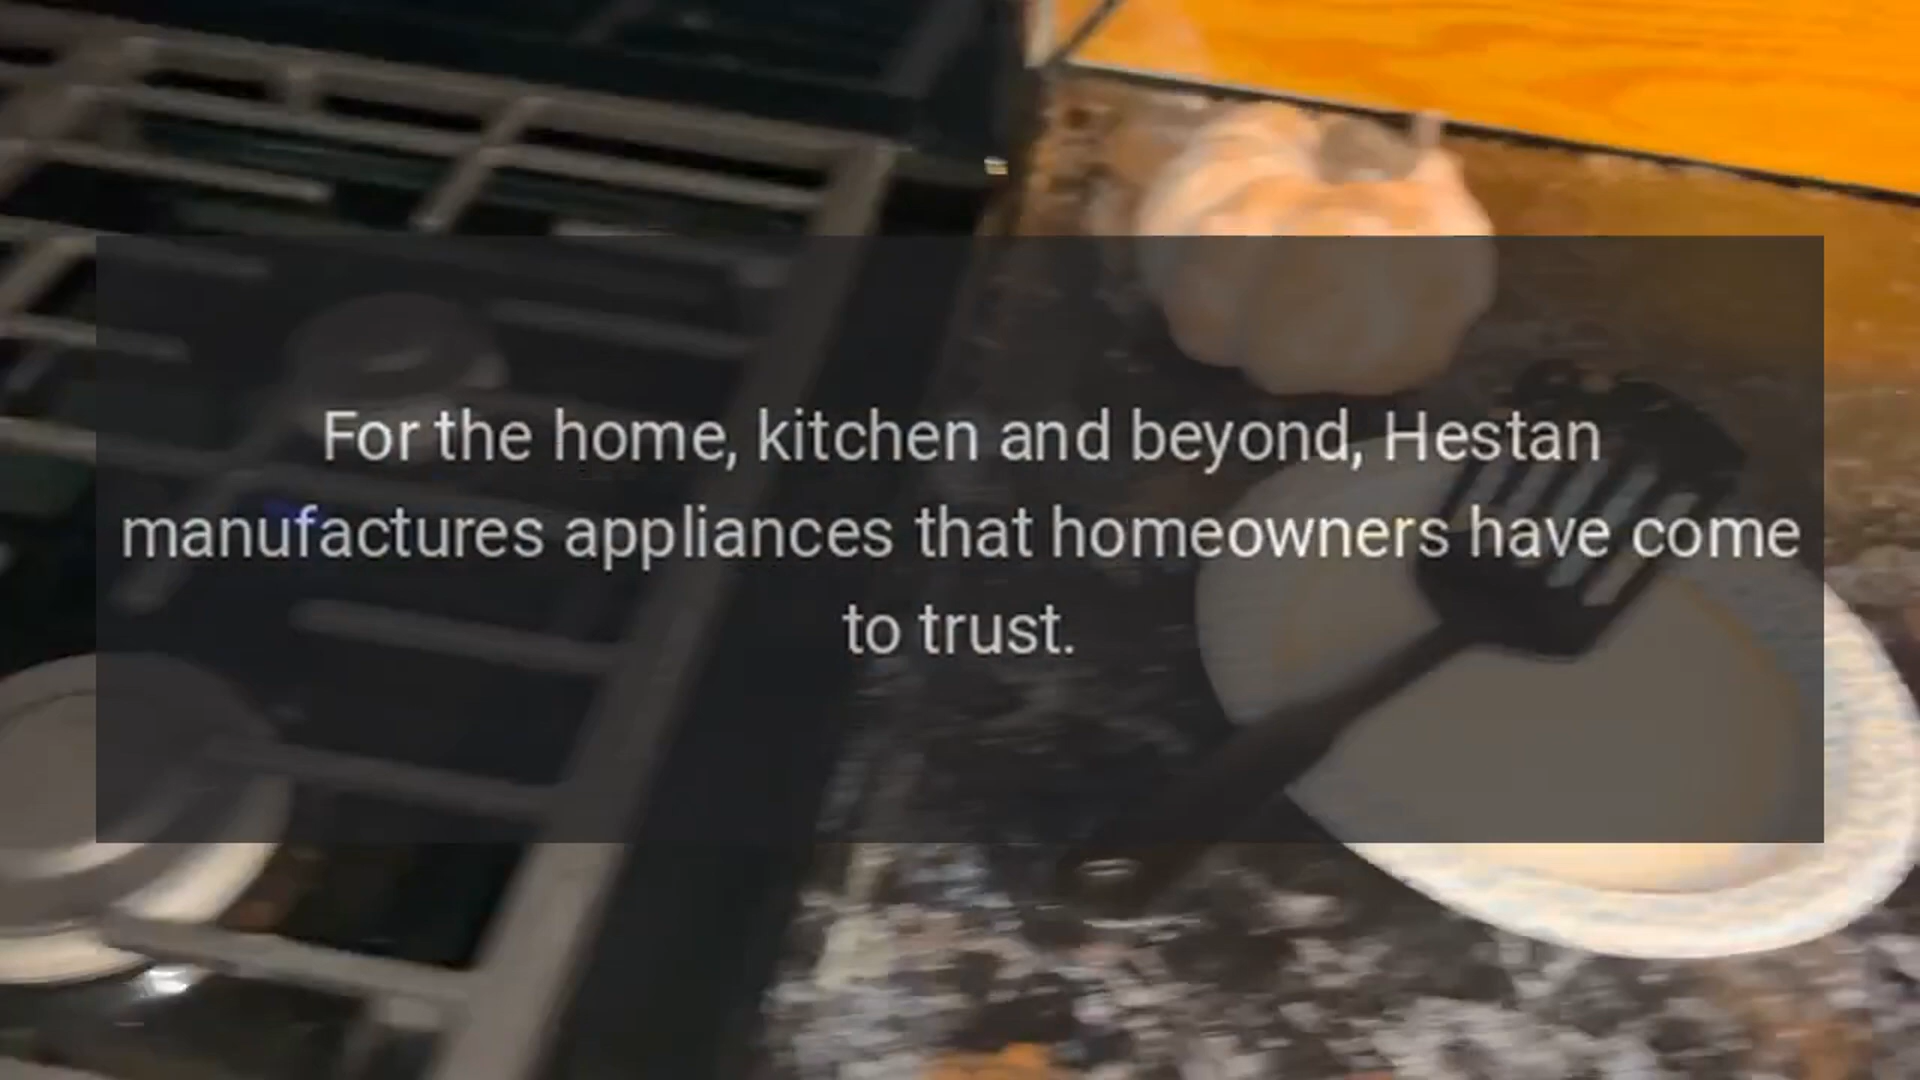 For the home, kitchen and beyond, Hestan
manufactures appliances that homeowners have come
to trust.